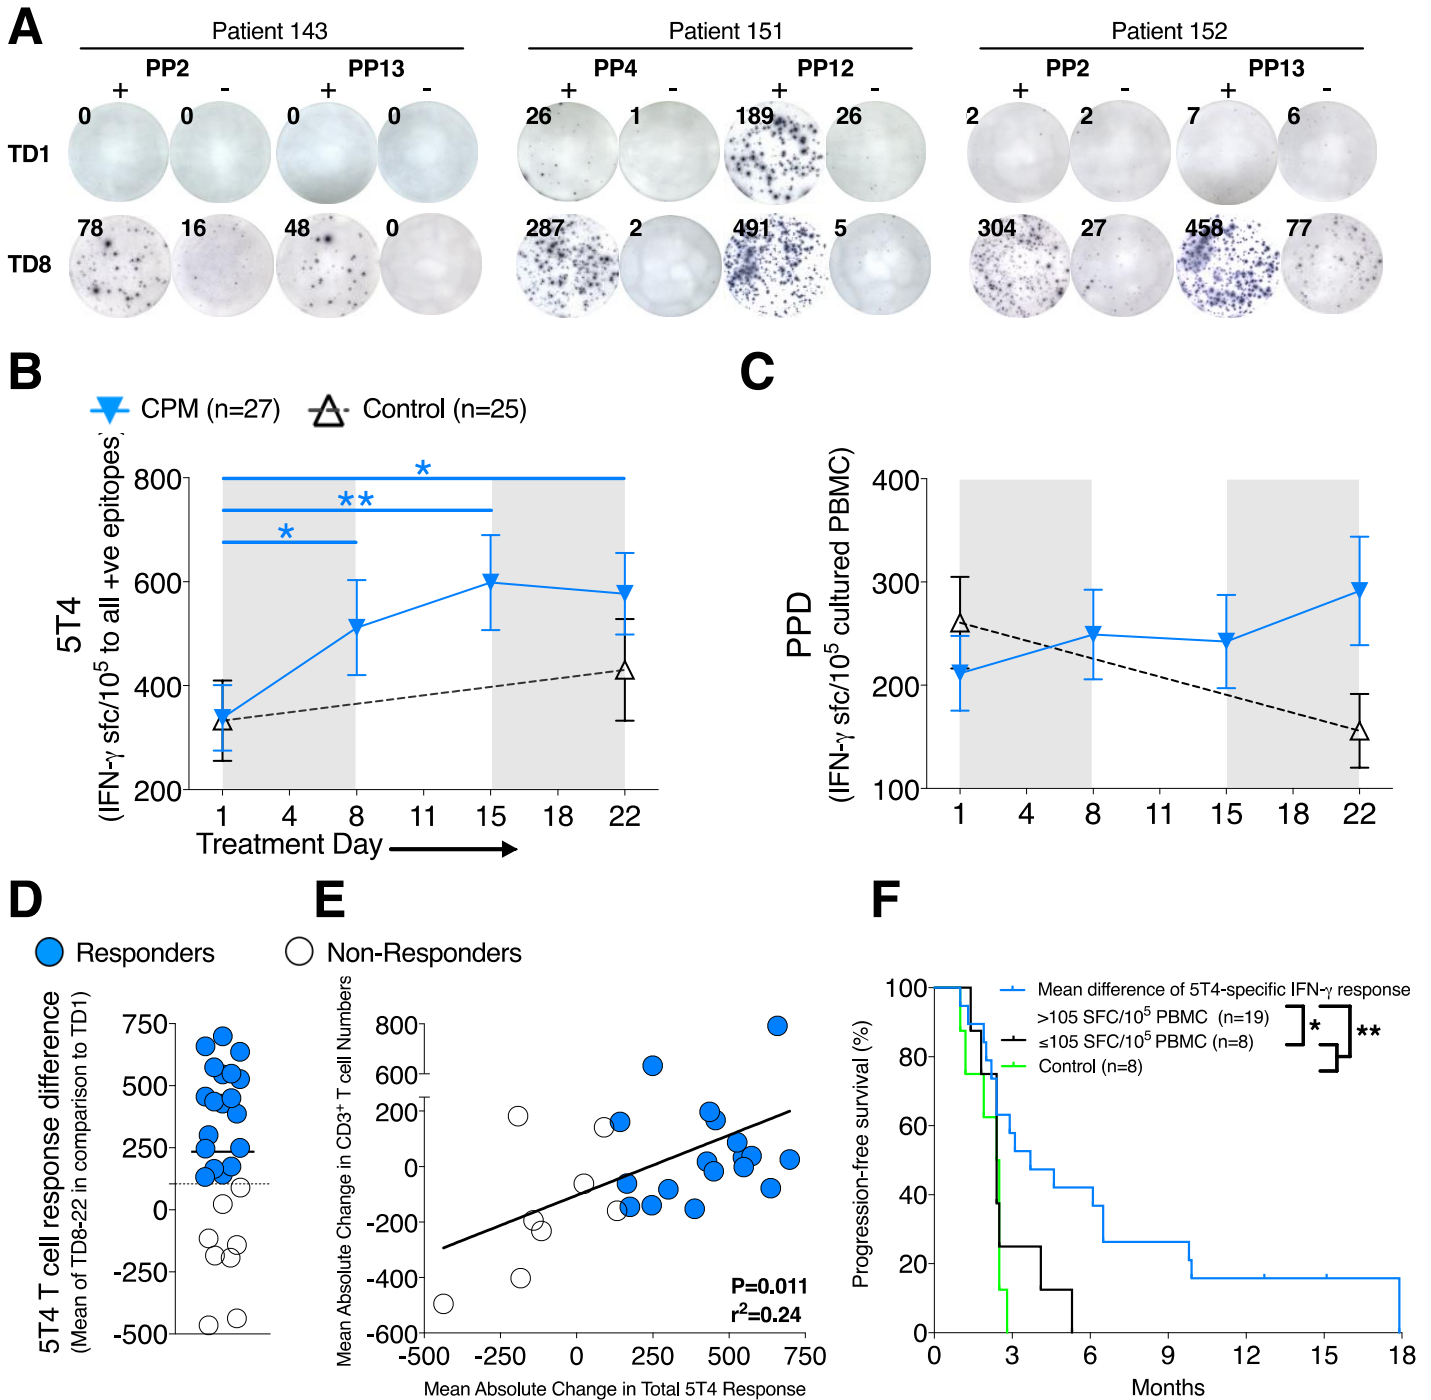 A
Patient 143
Patient 151
Patient 152
PP2
PP13
PP4
PP12
PP2
PP13
+ - + - + - + - + - + -
TD1
0 0 0 0 26 1 189 26 2 2 7 6
TD8
78 16 48 0 287 2 491 5 304 27 458 77
B
CPM (n=27)
Control (n=25)
5T4
(IFN-γ sfc/10⁵ to all +ve epitopes)
800
600
400
200
*
**
*
1 4 8 11 15 18 22
Treatment Day
C
PPD
(IFN-γ sfc/10⁵ cultured PBMC)
400
300
200
100
1 4 8 11 15 18 22
D
Responders
Non-Responders
5T4 T cell response difference
(Mean of TD8-22 in comparison to TD1)
750
500
250
0
-250
-500
E
Mean Absolute Change in CD3⁺ T cell Numbers
800
600
200
0
-200
-400
-600
P=0.011
r²=0.24
-500 -250 0 250 500 750
Mean Absolute Change in Total 5T4 Response
F
Progression-free survival (%)
100
80
60
40
20
0
Mean difference of 5T4-specific IFN-γ response
>105 SFC/10⁵ PBMC (n=19)
≤105 SFC/10⁵ PBMC (n=8)
Control (n=8)
*
**
0 3 6 9 12 15 18
Months